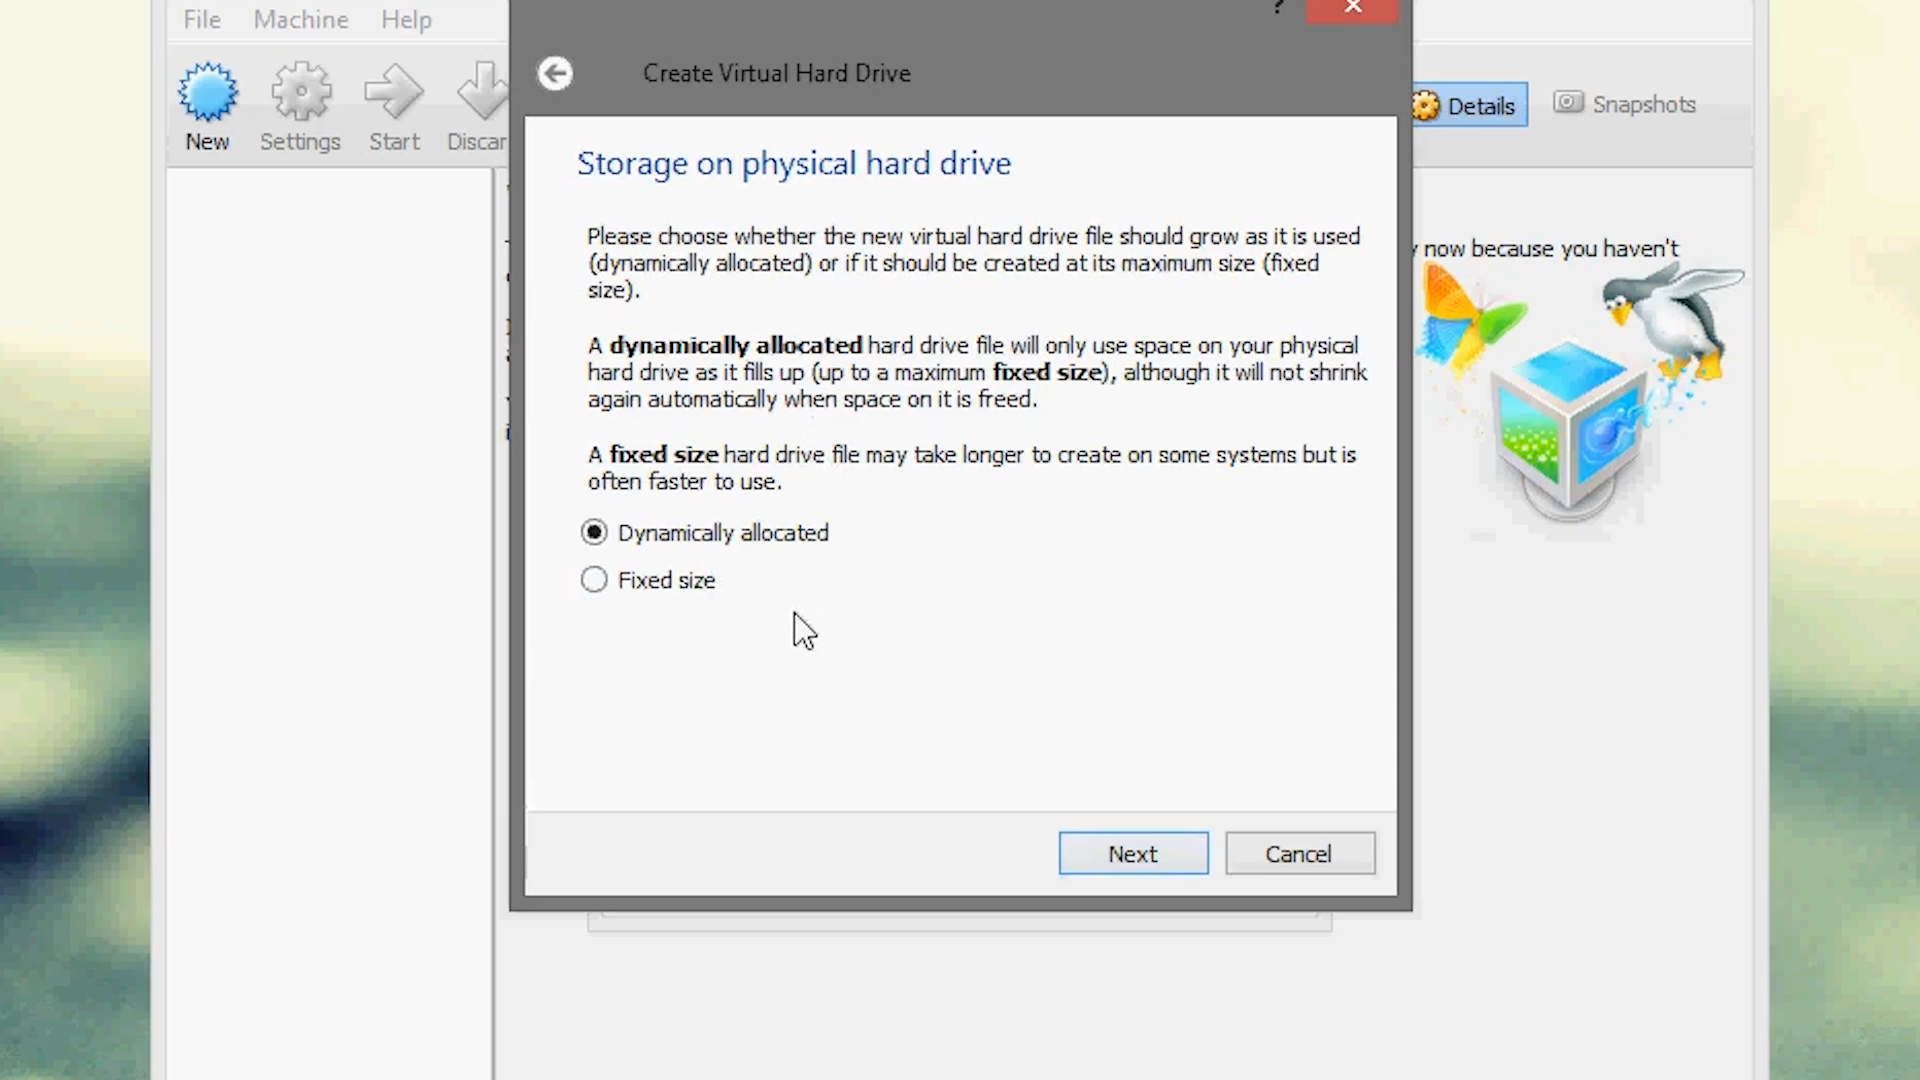 File Machine Help
?
Create Virtual Hard Drive
New Settings Start Discar
Details Snapshots
Storage on physical hard drive
Please choose whether the new virtual hard drive file should grow as it is used
(dynamically allocated) or if it should be created at its maximum size (fixed
size).
now because you haven't
A dynamically allocated hard drive file will only use space on your physical
hard drive as it fills up (up to a maximum fixed size), although it will not shrink
again automatically when space on it is freed.
A fixed size hard drive file may take longer to create on some systems but is
often faster to use.
Dynamically allocated
Fixed size
Next Cancel